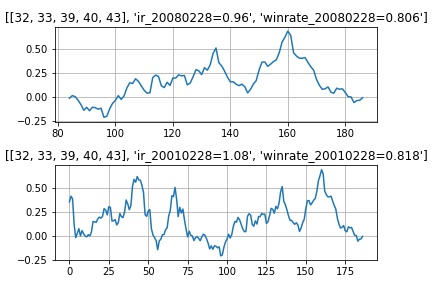 [[32, 33, 39, 40, 43], 'ir_20080228=0.96', 'winrate_20080228=0.806']
0.50
0.25
0.00
−0.25
80 100 120 140 160 180
[[32, 33, 39, 40, 43], 'ir_20010228=1.08', 'winrate_20010228=0.818']
0.50
0.25
0.00
−0.25
0 25 50 75 100 125 150 175